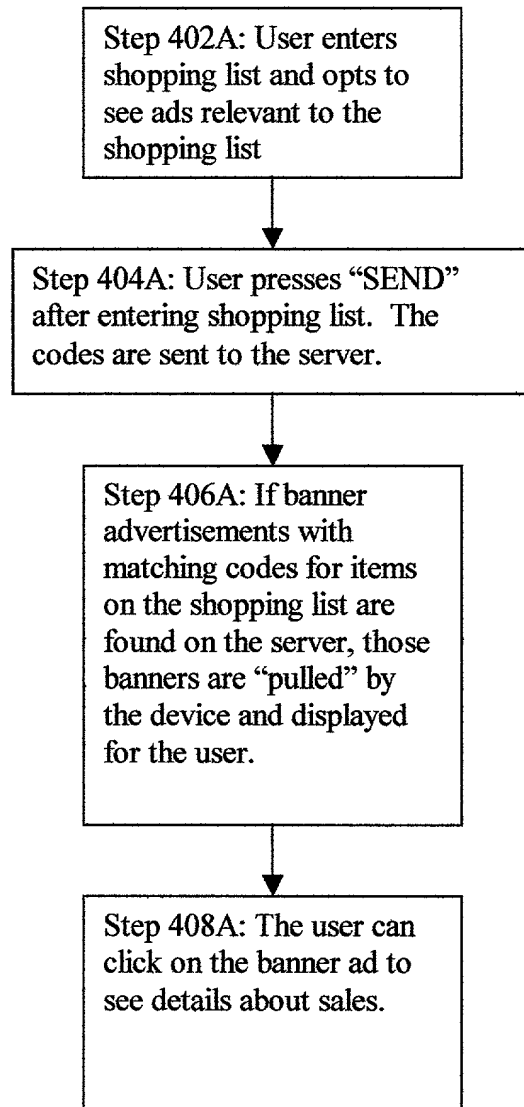 Step 402A: User enters
shopping list and opts to
see ads relevant to the
shopping list
Step 404A: User presses “SEND”
after entering shopping list.  The
codes are sent to the server.
Step 406A: If banner
advertisements with
matching codes for items
on the shopping list are
found on the server, those
banners are “pulled” by
the device and displayed
for the user.
Step 408A: The user can
click on the banner ad to
see details about sales.